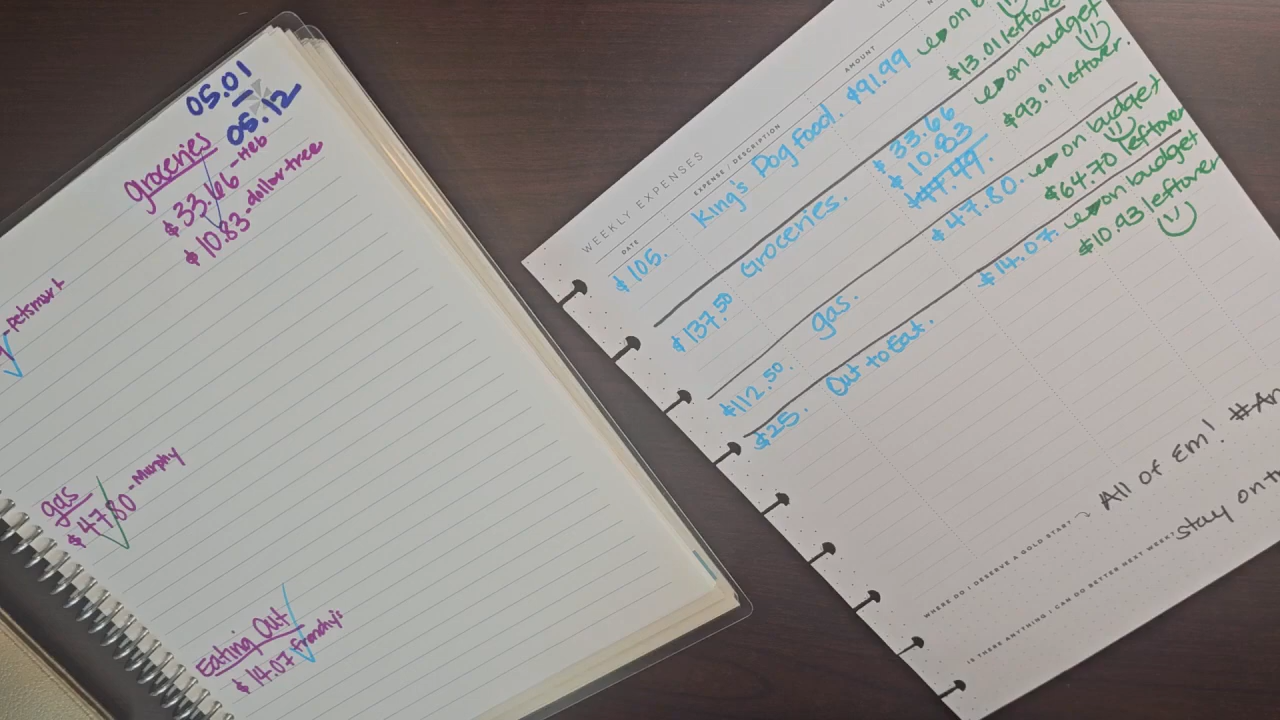 05.01
-
05.12
Groceries
$33.66 - Heb
$10.83 - dollar tree
- Petsmart
gas
$47.80 - Murphy
Eating Out
$14.07 Frenchy's
WEEKLY EXPENSES
DATE EXPENSE / DESCRIPTION AMOUNT
$105. King's Dog Food. $91.99 on
$13.01 leftover
$137.50 Groceries. $33.66 on budget
$10.83 $93.01 leftover.
$47.49.
$112.50. gas. $47.80. on budget
$64.70 leftover
$25. Out to Eat. $14.07. on budget
$10.93 leftover
WHERE DO I DESERVE A GOLD STAR? All of Em!
IS THERE ANYTHING I CAN DO BETTER NEXT WEEK? stay on